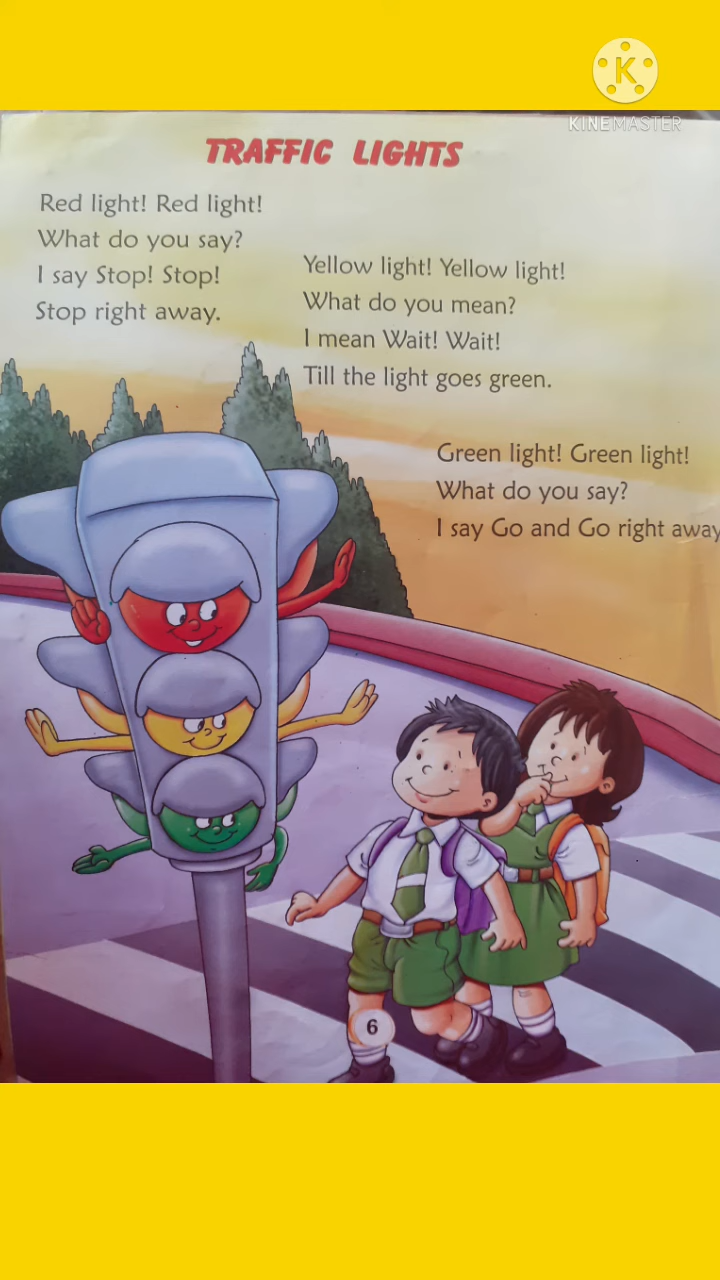 K
KINEMASTER
TRAFFIC LIGHTS
Red light! Red light!
What do you say?
I say Stop! Stop!
Stop right away.
Yellow light! Yellow light!
What do you mean?
I mean Wait! Wait!
Till the light goes green.
Green light! Green light!
What do you say?
I say Go and Go right away
6